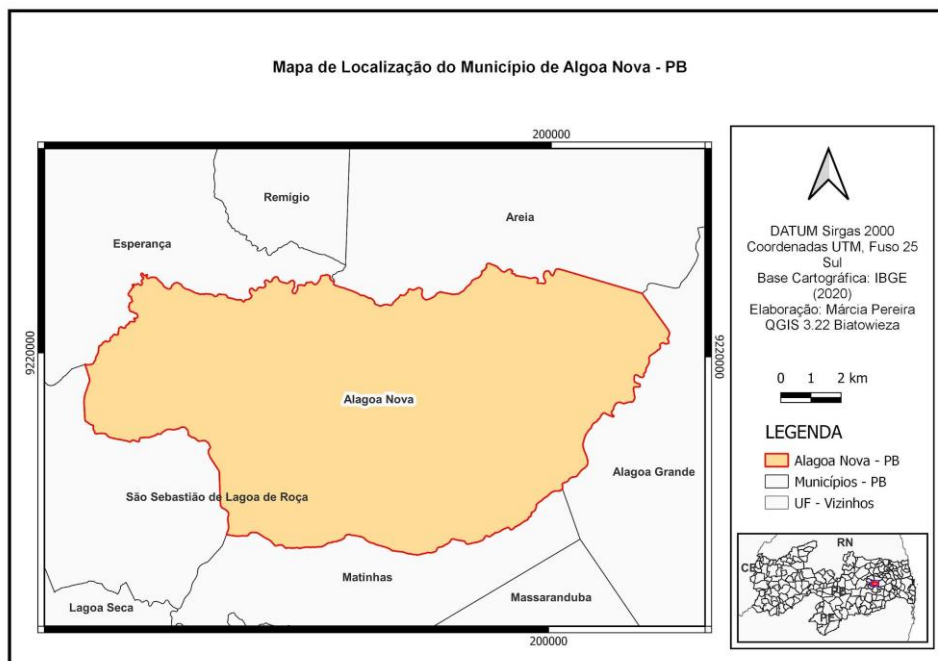 Mapa de Localização do Município de Algoa Nova - PB
200000
Remígio
Areia
Esperança
9220000
9220000
Alagoa Nova
Alagoa Grande
São Sebastião de Lagoa de Roça
Matinhas
Massaranduba
Lagoa Seca
200000
DATUM Sirgas 2000
Coordenadas UTM, Fuso 25
Sul
Base Cartográfica: IBGE
(2020)
Elaboração: Márcia Pereira
QGIS 3.22 Biatowieza
0 1 2 km
LEGENDA
Alagoa Nova - PB
Municípios - PB
UF - Vizinhos
RN
CE
PB
PE